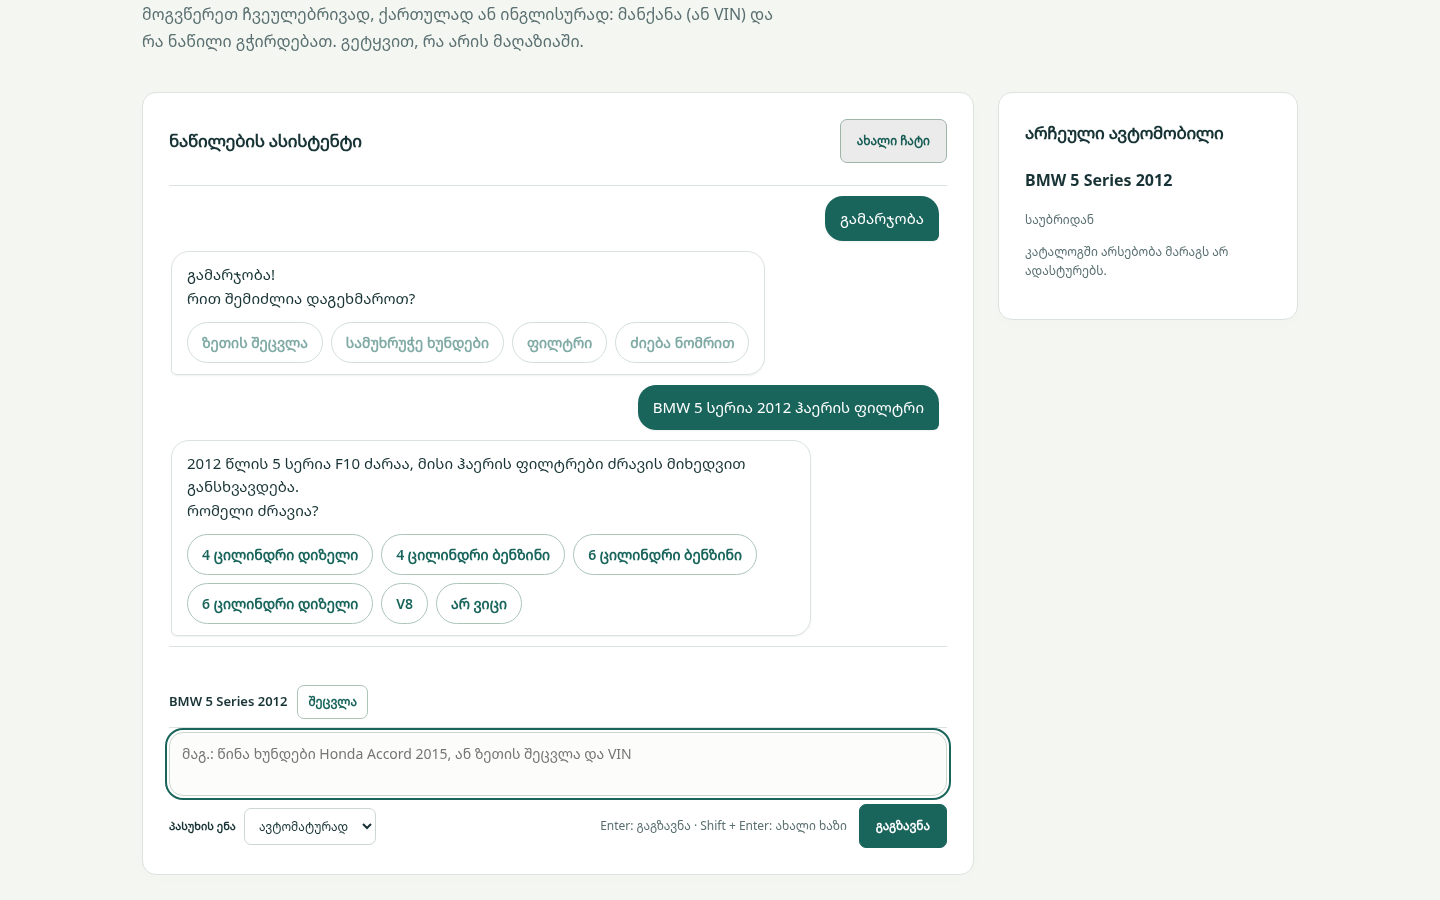 მოგვწერეთ ჩვეულებრივად, ქართულად ან ინგლისურად: მანქანა (ან VIN) და
რა ნაწილი გჭირდებათ. გეტყვით, რა არის მაღაზიაში.
ნაწილების ასისტენტი
ახალი ჩატი
გამარჯობა
გამარჯობა!
რით შემიძლია დაგეხმაროთ?
ზეთის შეცვლა
სამუხრუჭე ხუნდები
ფილტრი
ძიება ნომრით
BMW 5 სერია 2012 ჰაერის ფილტრი
2012 წლის 5 სერია F10 ძარაა, მისი ჰაერის ფილტრები ძრავის მიხედვით
განსხვავდება.
რომელი ძრავია?
4 ცილინდრი დიზელი
4 ცილინდრი ბენზინი
6 ცილინდრი ბენზინი
6 ცილინდრი დიზელი
V8
არ ვიცი
BMW 5 Series 2012
შეცვლა
მაგ.: წინა ხუნდები Honda Accord 2015, ან ზეთის შეცვლა და VIN
პასუხის ენა
ავტომატურად
Enter: გაგზავნა · Shift + Enter: ახალი ხაზი
გაგზავნა
არჩეული ავტომობილი
BMW 5 Series 2012
საუბრიდან
კატალოგში არსებობა მარაგს არ
ადასტურებს.